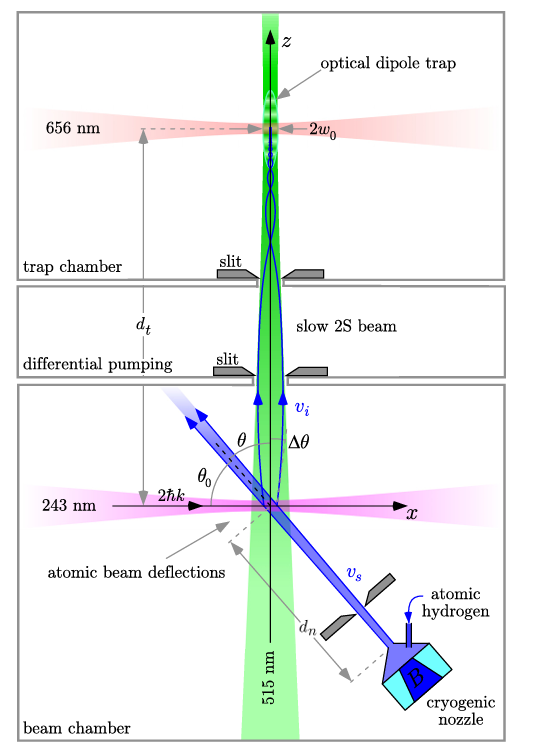 z
optical dipole trap
656 nm
2w₀
slit
trap chamber
dₜ
slow 2S beam
slit
differential pumping
vᵢ
θ
Δθ
θ₀
2ħk
243 nm
x
atomic beam deflections
vₛ
atomic
hydrogen
dₙ
B
515 nm
cryogenic
nozzle
beam chamber